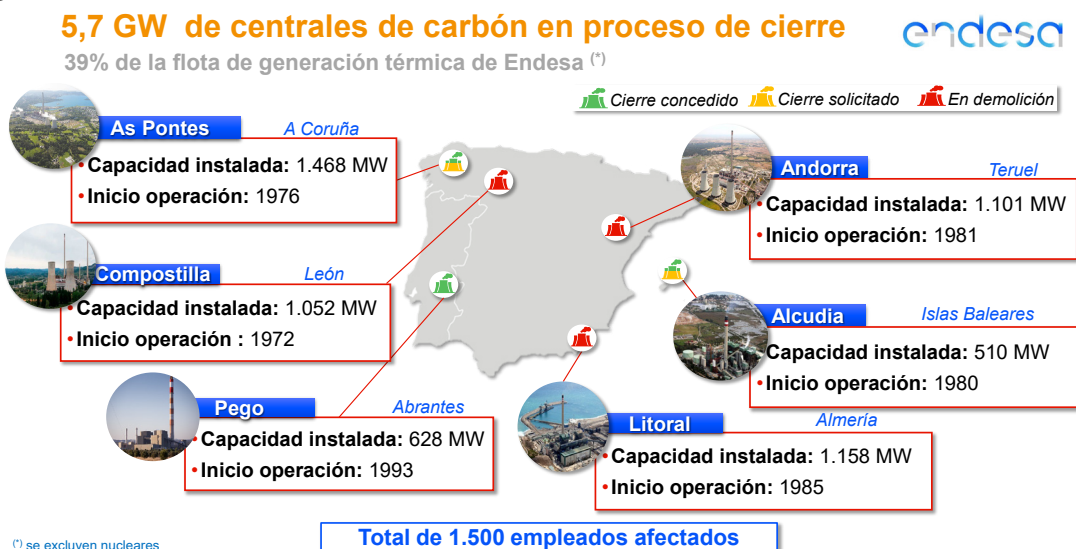 5,7 GW de centrales de carbón en proceso de cierre
endesa
39% de la flota de generación térmica de Endesa (*)
Cierre concedido
Cierre solicitado
En demolición
As Pontes
A Coruña
•Capacidad instalada: 1.468 MW
•Inicio operación: 1976
Andorra
Teruel
•Capacidad instalada: 1.101 MW
•Inicio operación: 1981
Compostilla
León
•Capacidad instalada: 1.052 MW
•Inicio operación : 1972
Alcudia
Islas Baleares
Capacidad instalada: 510 MW
•Inicio operación: 1980
Pego
Abrantes
•Capacidad instalada: 628 MW
•Inicio operación: 1993
Litoral
Almería
•Capacidad instalada: 1.158 MW
•Inicio operación: 1985
Total de 1.500 empleados afectados
(*) se excluyen nucleares